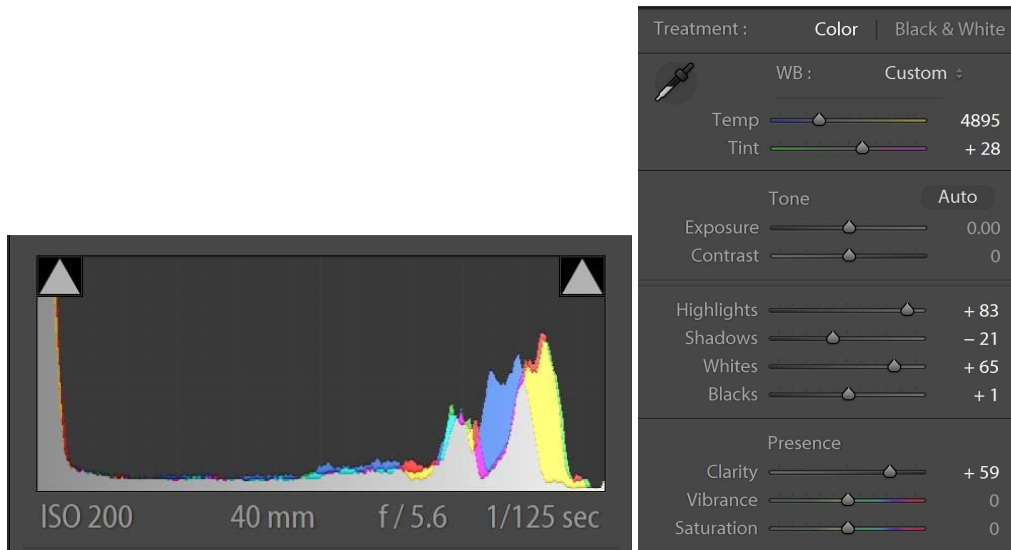 Treatment : Color Black & White
WB : Custom
Temp 4895
Tint + 28
Tone Auto
Exposure 0.00
Contrast 0
Highlights + 83
Shadows − 21
Whites + 65
Blacks + 1
Presence
Clarity + 59
Vibrance 0
Saturation 0
ISO 200 40 mm f / 5.6 1/125 sec